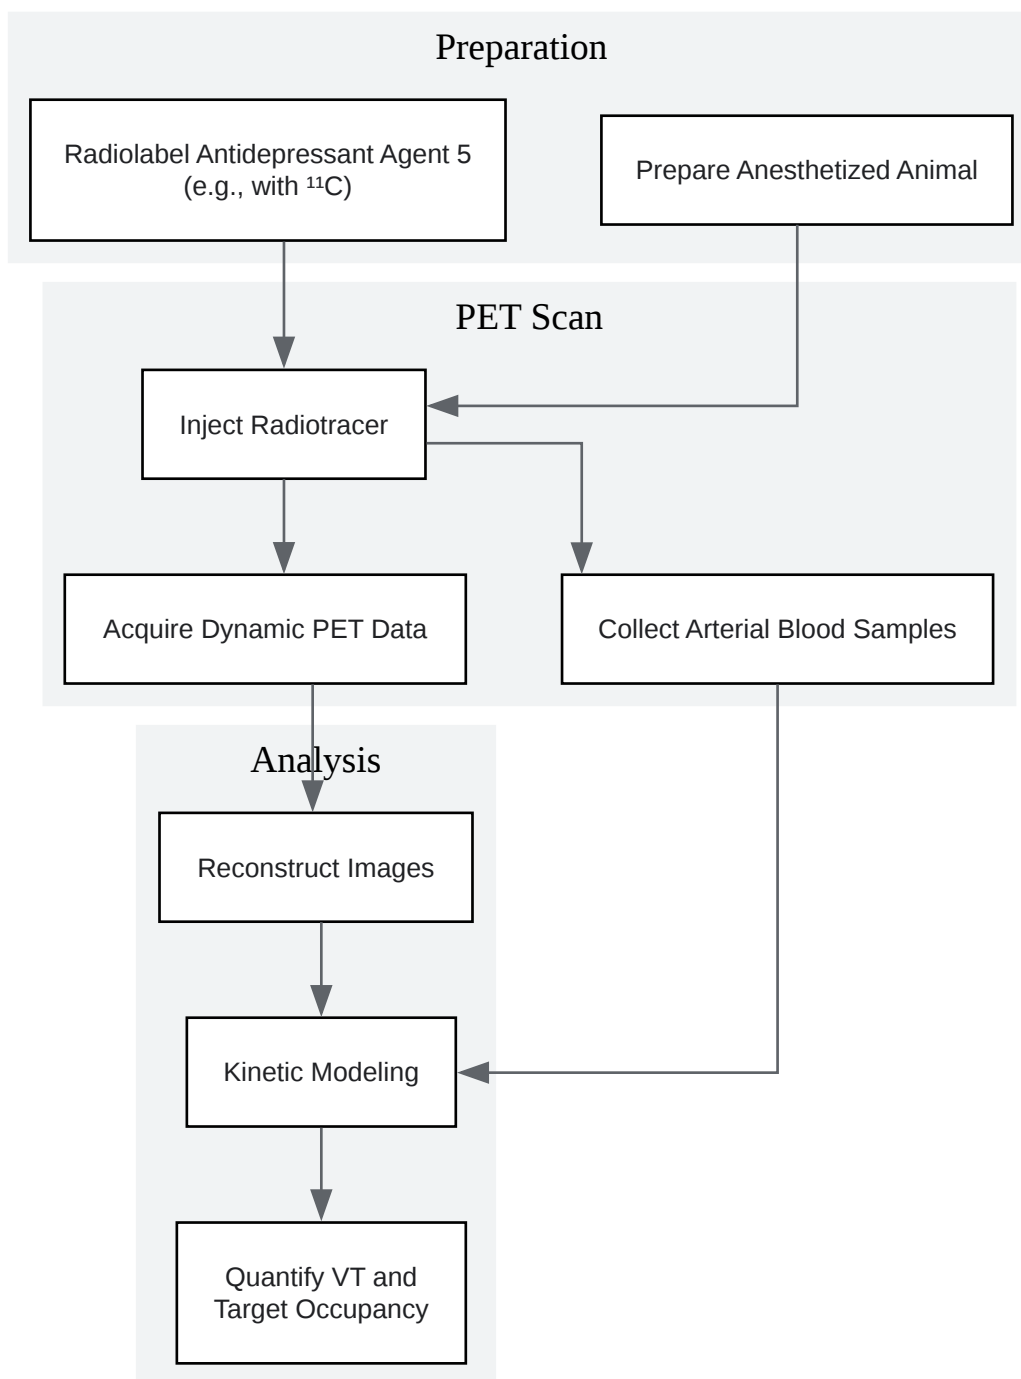 Preparation
Radiolabel Antidepressant Agent 5
(e.g., with ¹¹C)
Prepare Anesthetized Animal
PET Scan
Inject Radiotracer
Acquire Dynamic PET Data
Collect Arterial Blood Samples
Analysis
Reconstruct Images
Kinetic Modeling
Quantify VT and
Target Occupancy